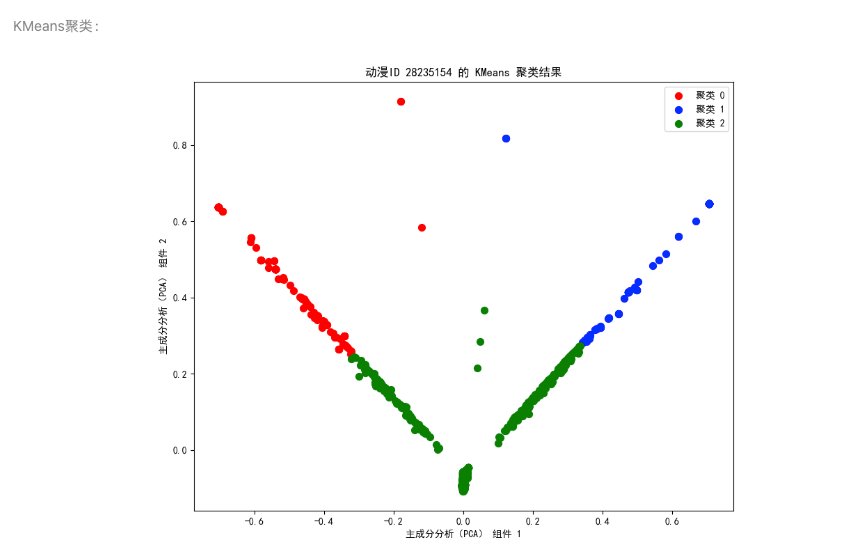 KMeans聚类：
动漫ID 28235154 的 KMeans 聚类结果
聚类 0
聚类 1
聚类 2
主成分分析（PCA） 组件 2
0.8
0.6
0.4
0.2
0.0
-0.6 -0.4 -0.2 0.0 0.2 0.4 0.6
主成分分析（PCA） 组件 1